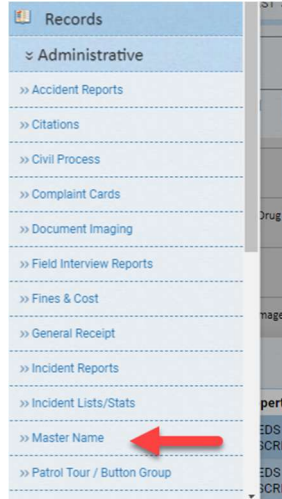 Records
» Administrative
» Accident Reports
» Citations
» Civil Process
» Complaint Cards
» Document Imaging
Drug
» Field Interview Reports
» Fines & Cost
» General Receipt
» Incident Reports
» Incident Lists/Stats
» Master Name
» Patrol Tour / Button Group